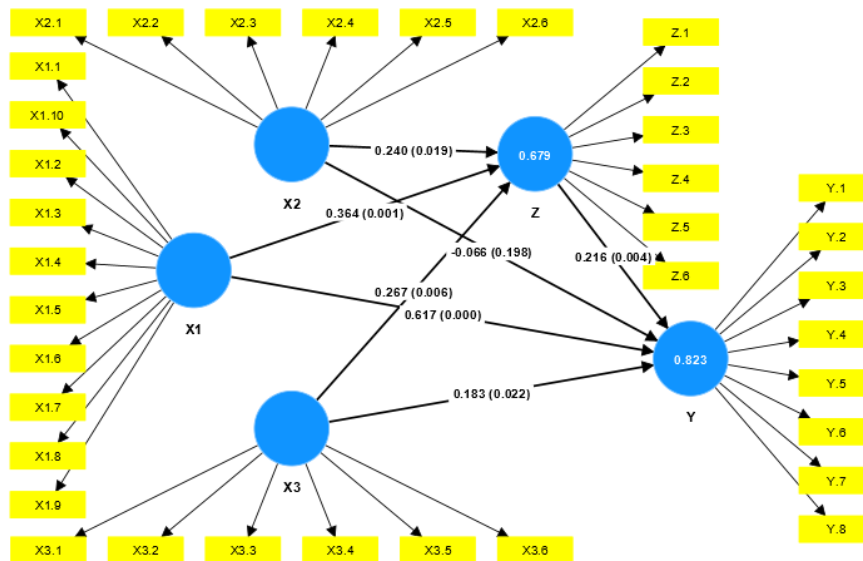 X2.1
X2.2
X2.3
X2.4
X2.5
X2.6
Z.1
X1.1
Z.2
X1.10
Z.3
0.240 (0.019)
0.679
X1.2
Z.4
Y.1
X2
Z
X1.3
0.364 (0.001)
Z.5
Y.2
-0.066 (0.198)
0.216 (0.004)
X1.4
Z.6
Y.3
0.267 (0.006)
X1.5
0.617 (0.000)
X1
Y.4
X1.6
0.823
Y.5
0.183 (0.022)
X1.7
Y
Y.6
X1.8
Y.7
X3
X1.9
Y.8
X3.1
X3.2
X3.3
X3.4
X3.5
X3.6